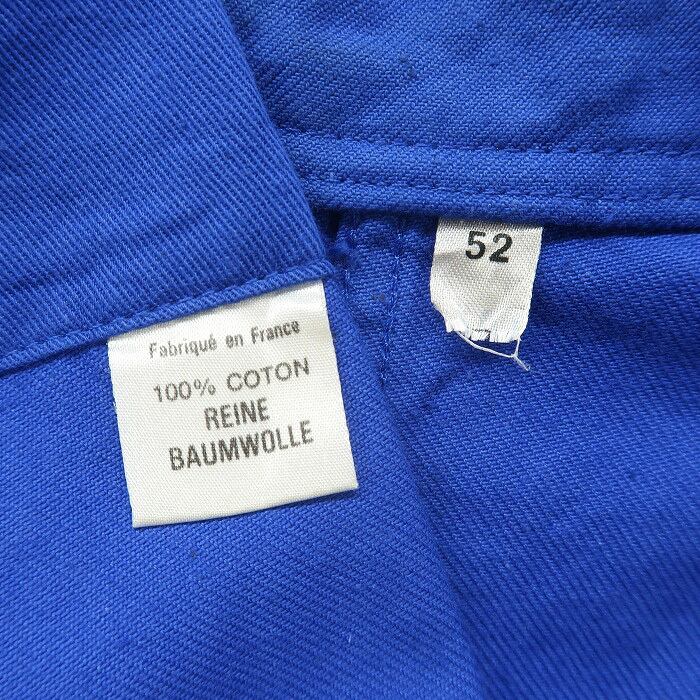 Fabriqué en France
100% COTON
REINE
BAUMWOLLE
52